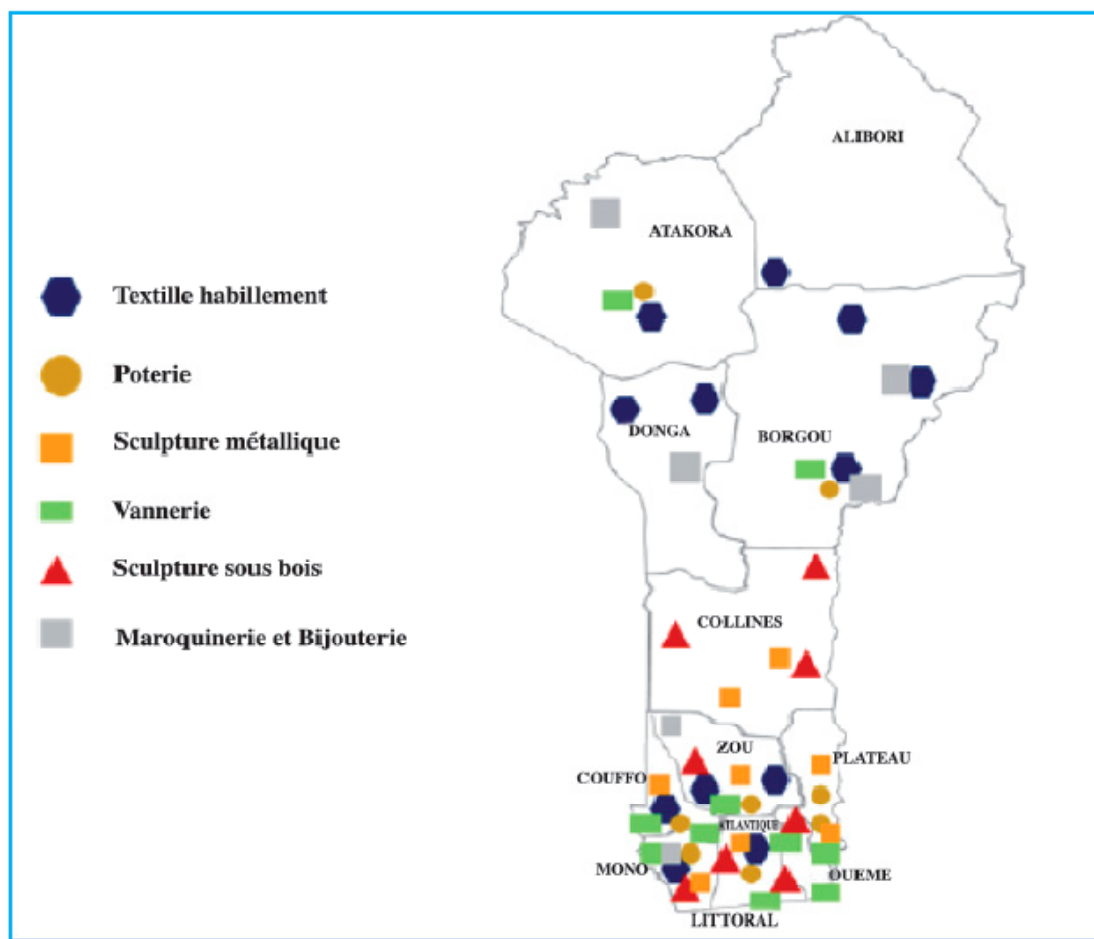 ALIBORI
ATAKORA
Textille habillement
Poterie
DONGA
BORGOU
Sculpture métallique
Vannerie
Sculpture sous bois
COLLINES
Maroquinerie et Bijouterie
ZOU
PLATEAU
COUFFO
ATLANTIQUE
MONO
OUEME
LITTORAL